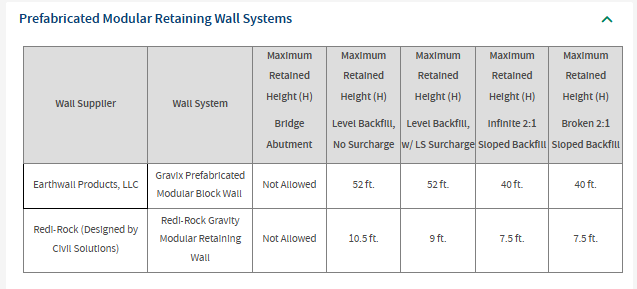 Prefabricated Modular Retaining Wall Systems
Wall Supplier
Wall System
Maximum
Retained
Height (H)
Bridge
Abutment
Maximum
Retained
Height (H)
Level Backfill,
No Surcharge
Maximum
Retained
Height (H)
Level Backfill,
w/ LS Surcharge
Maximum
Retained
Height (H)
Infinite 2:1
Sloped Backfill
Maximum
Retained
Height (H)
Broken 2:1
Sloped Backfill
Earthwall Products, LLC
Gravix Prefabricated
Modular Block Wall
Not Allowed
52 ft.
52 ft.
40 ft.
40 ft.
Redi-Rock (Designed by
Civil Solutions)
Redi-Rock Gravity
Modular Retaining
Wall
Not Allowed
10.5 ft.
9 ft.
7.5 ft.
7.5 ft.